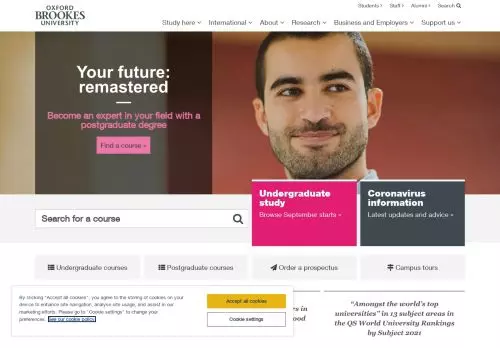 Students ›
Staff ›
Alumni ›
Search
OXFORD
BROOKES
UNIVERSITY
Study here
International
About
Research
Business and Employers
Support us
Your future:
remastered
Become an expert in your field with a
postgraduate degree
Find a course ›
Search for a course
Undergraduate
study
Browse September starts »
Coronavirus
information
Latest updates and advice »
Undergraduate courses
Postgraduate courses
Order a prospectus
Campus tours
By clicking "Accept all cookies", you agree to the storing of cookies on your
device to enhance site navigation, analyse site usage, and assist in our
marketing efforts. Please go to "Cookie settings" to change your
preferences. See our cookie policy.
Accept all cookies
Cookie settings
“Amongst the world's top
universities” in 13 subject areas in
the QS World University Rankings
by Subject 2021